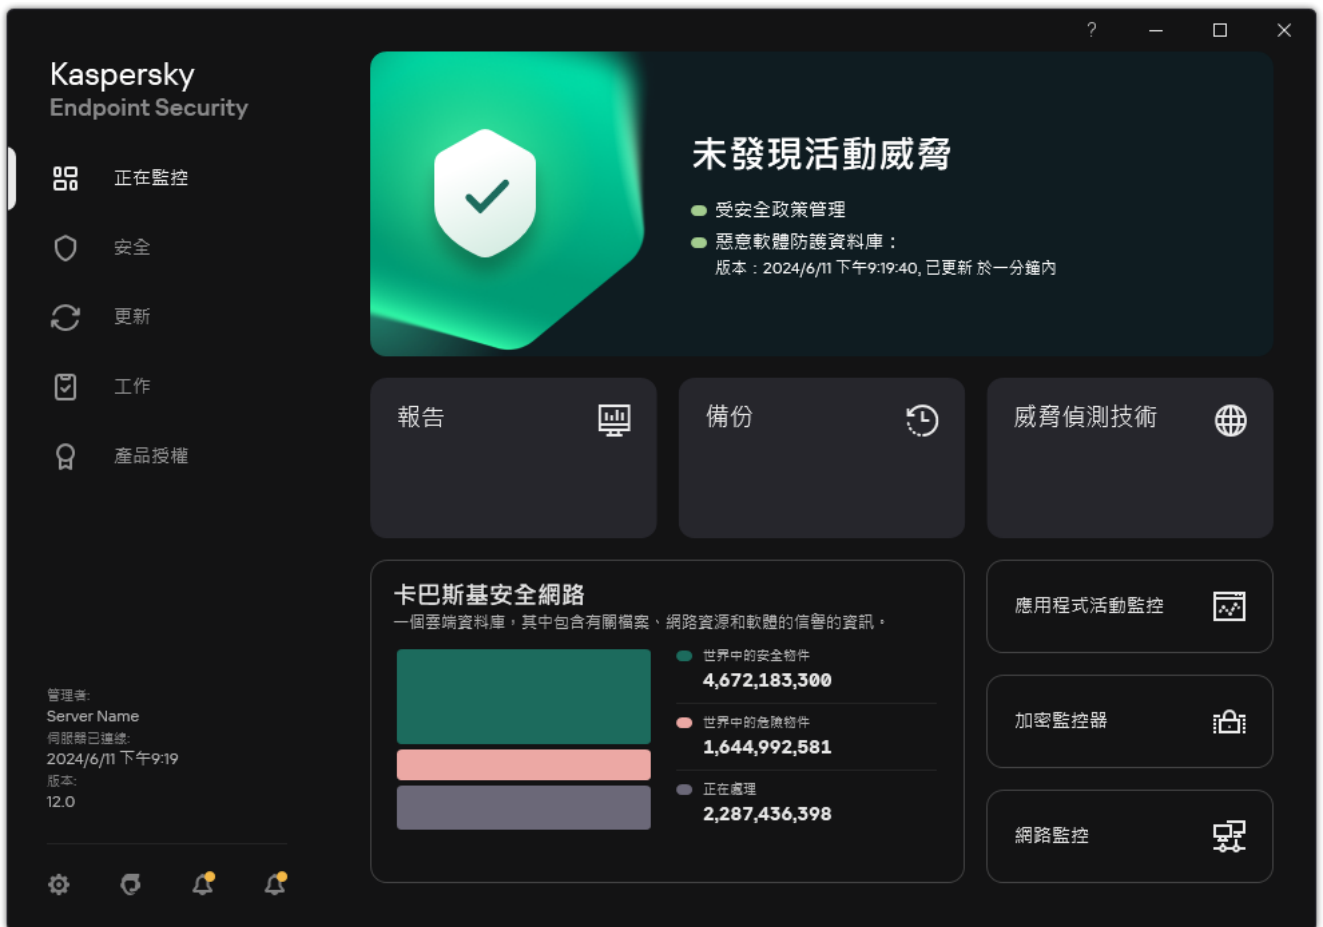 ?
Kaspersky
Endpoint Security
正在監控
安全
更新
工作
產品授權
未發現活動威脅
受安全政策管理
惡意軟體防護資料庫：
版本：2024/6/11 下午9:19:40, 已更新 於一分鐘內
報告
備份
威脅偵測技術
卡巴斯基安全網路
一個雲端資料庫，其中包含有關檔案、網路資源和軟體的信譽的資訊。
世界中的安全物件
4,672,183,300
世界中的危險物件
1,644,992,581
正在處理
2,287,436,398
應用程式活動監控
加密監控器
網路監控
管理者:
Server Name
伺服器已連線:
2024/6/11 下午9:19
版本:
12.0